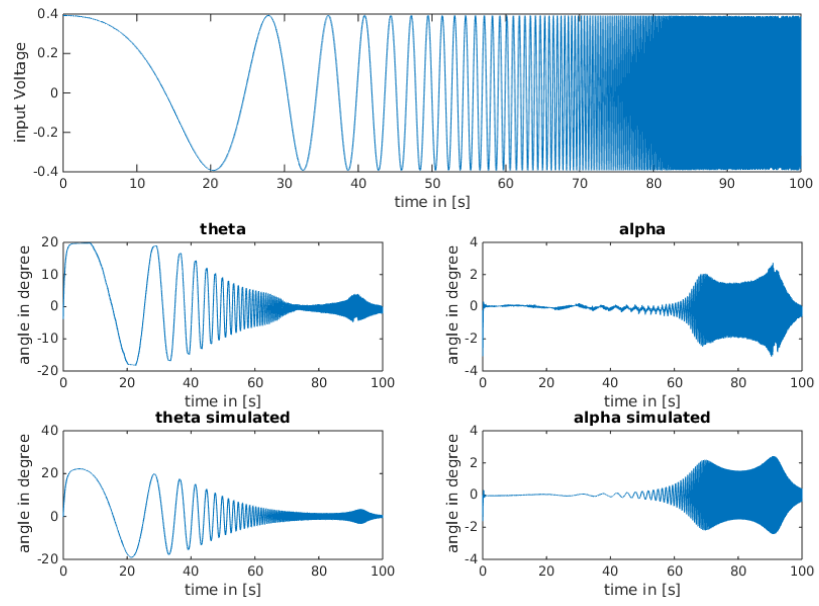 0.4
0.2
0
-0.2
-0.4
input Voltage
0 10 20 30 40 50 60 70 80 90 100
time in [s]
theta
20
10
0
-10
-20
angle in degree
0 20 40 60 80 100
time in [s]
alpha
4
2
0
-2
-4
angle in degree
0 20 40 60 80 100
time in [s]
theta simulated
40
20
0
-20
angle in degree
0 20 40 60 80 100
time in [s]
alpha simulated
4
2
0
-2
-4
angle in degree
0 20 40 60 80 100
time in [s]